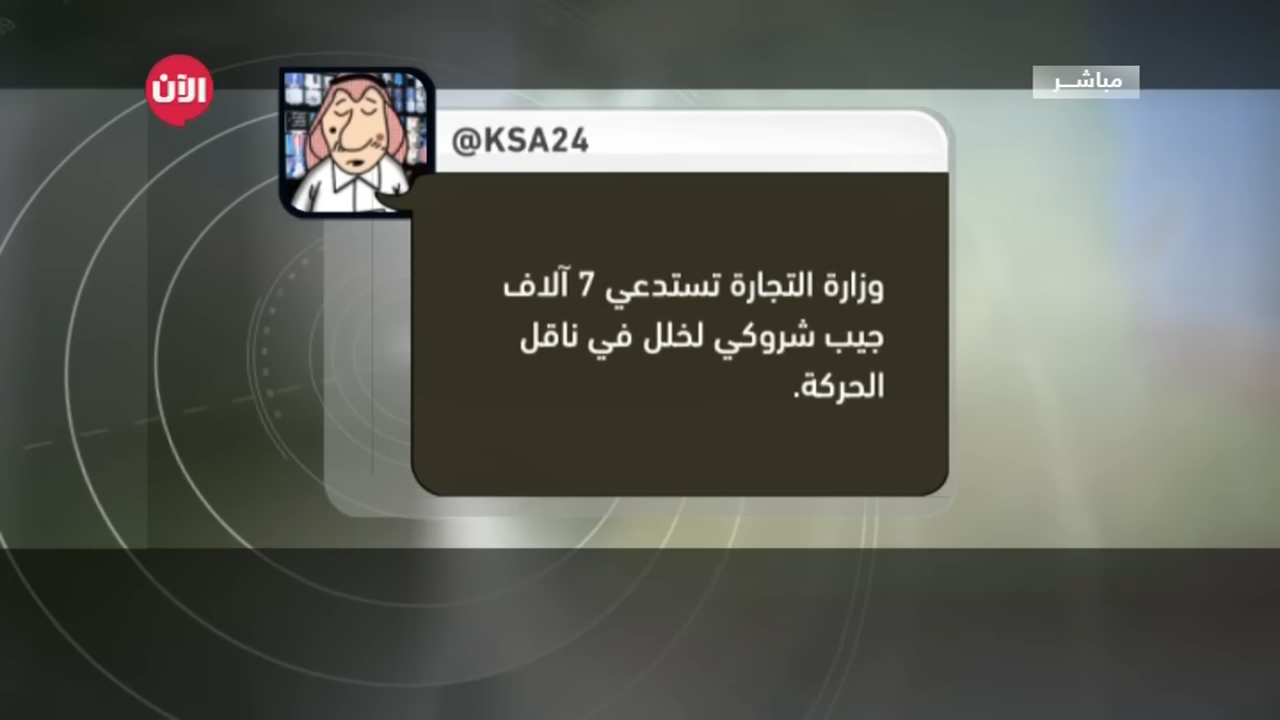 الآن
مباشر
@KSA24
وزارة التجارة تستدعي 7 آلاف
جيب شروكي لخلل في ناقل
الحركة.